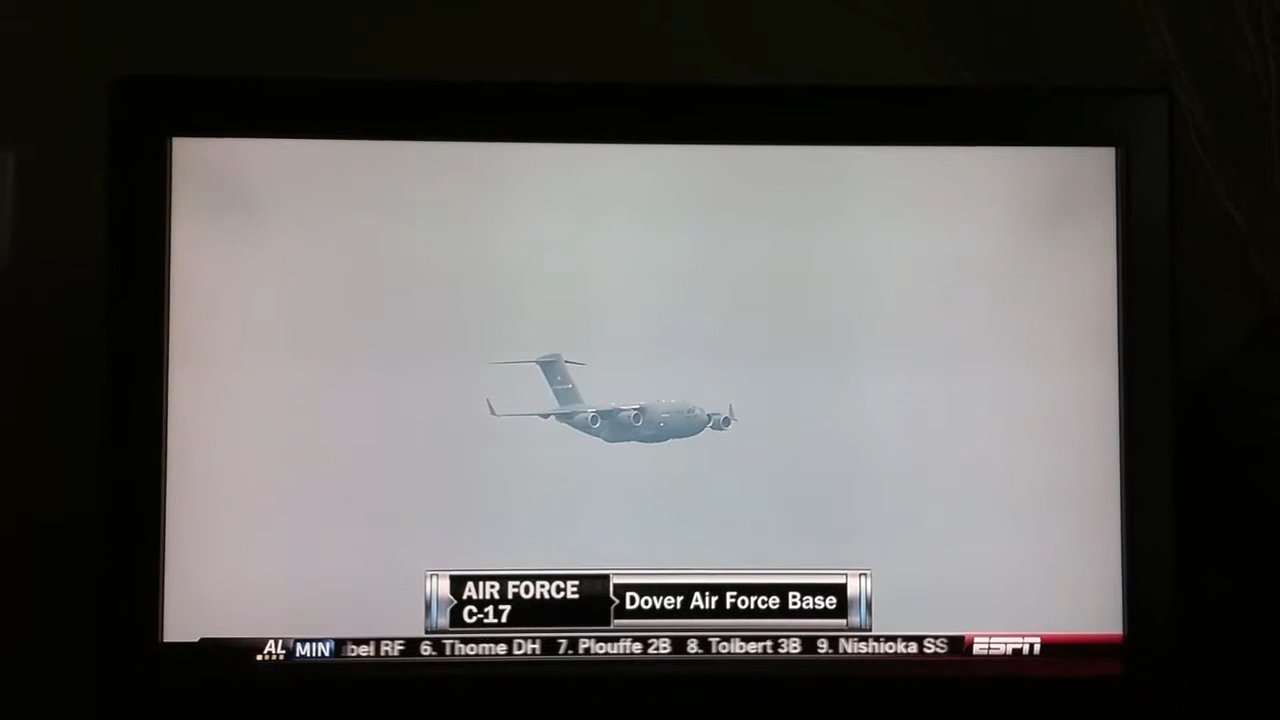 AIR FORCE
C-17
Dover Air Force Base
AL MIN bel RF 6. Thome DH 7. Plouffe 2B 8. Tolbert 3B 9. Nishioka SS ESPN